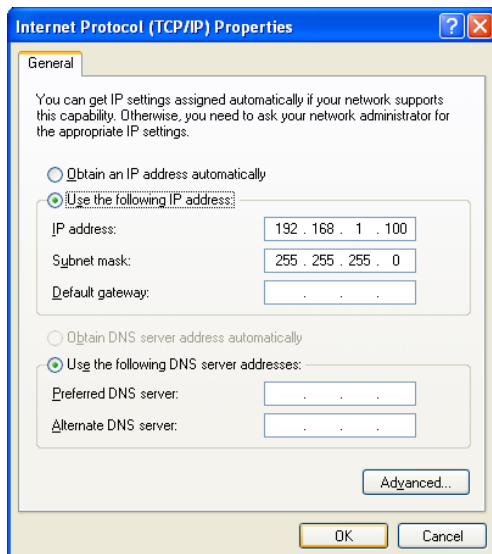 Internet Protocol (TCP/IP) Properties
General
You can get IP settings assigned automatically if your network supports
this capability. Otherwise, you need to ask your network administrator for
the appropriate IP settings.
Obtain an IP address automatically
Use the following IP address:
IP address: 192 . 168 . 1 . 100
Subnet mask: 255 . 255 . 255 . 0
Default gateway: . . .
Obtain DNS server address automatically
Use the following DNS server addresses:
Preferred DNS server: . . .
Alternate DNS server: . . .
Advanced...
OK Cancel